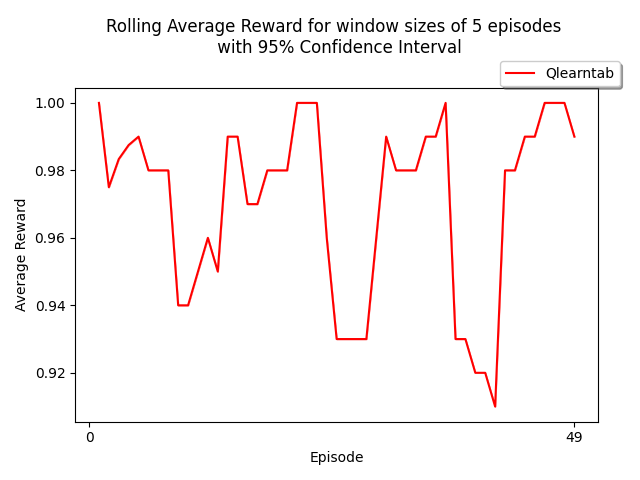 Rolling Average Reward for window sizes of 5 episodes
with 95% Confidence Interval
Qlearntab
1.00
0.98
0.96
0.94
0.92
Average Reward
0
49
Episode